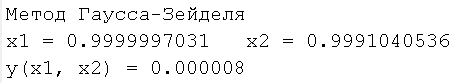 Метод Гаусса-Зейделя
x1 = 0.9999997031   x2 = 0.9991040536
y(x1, x2) = 0.000008